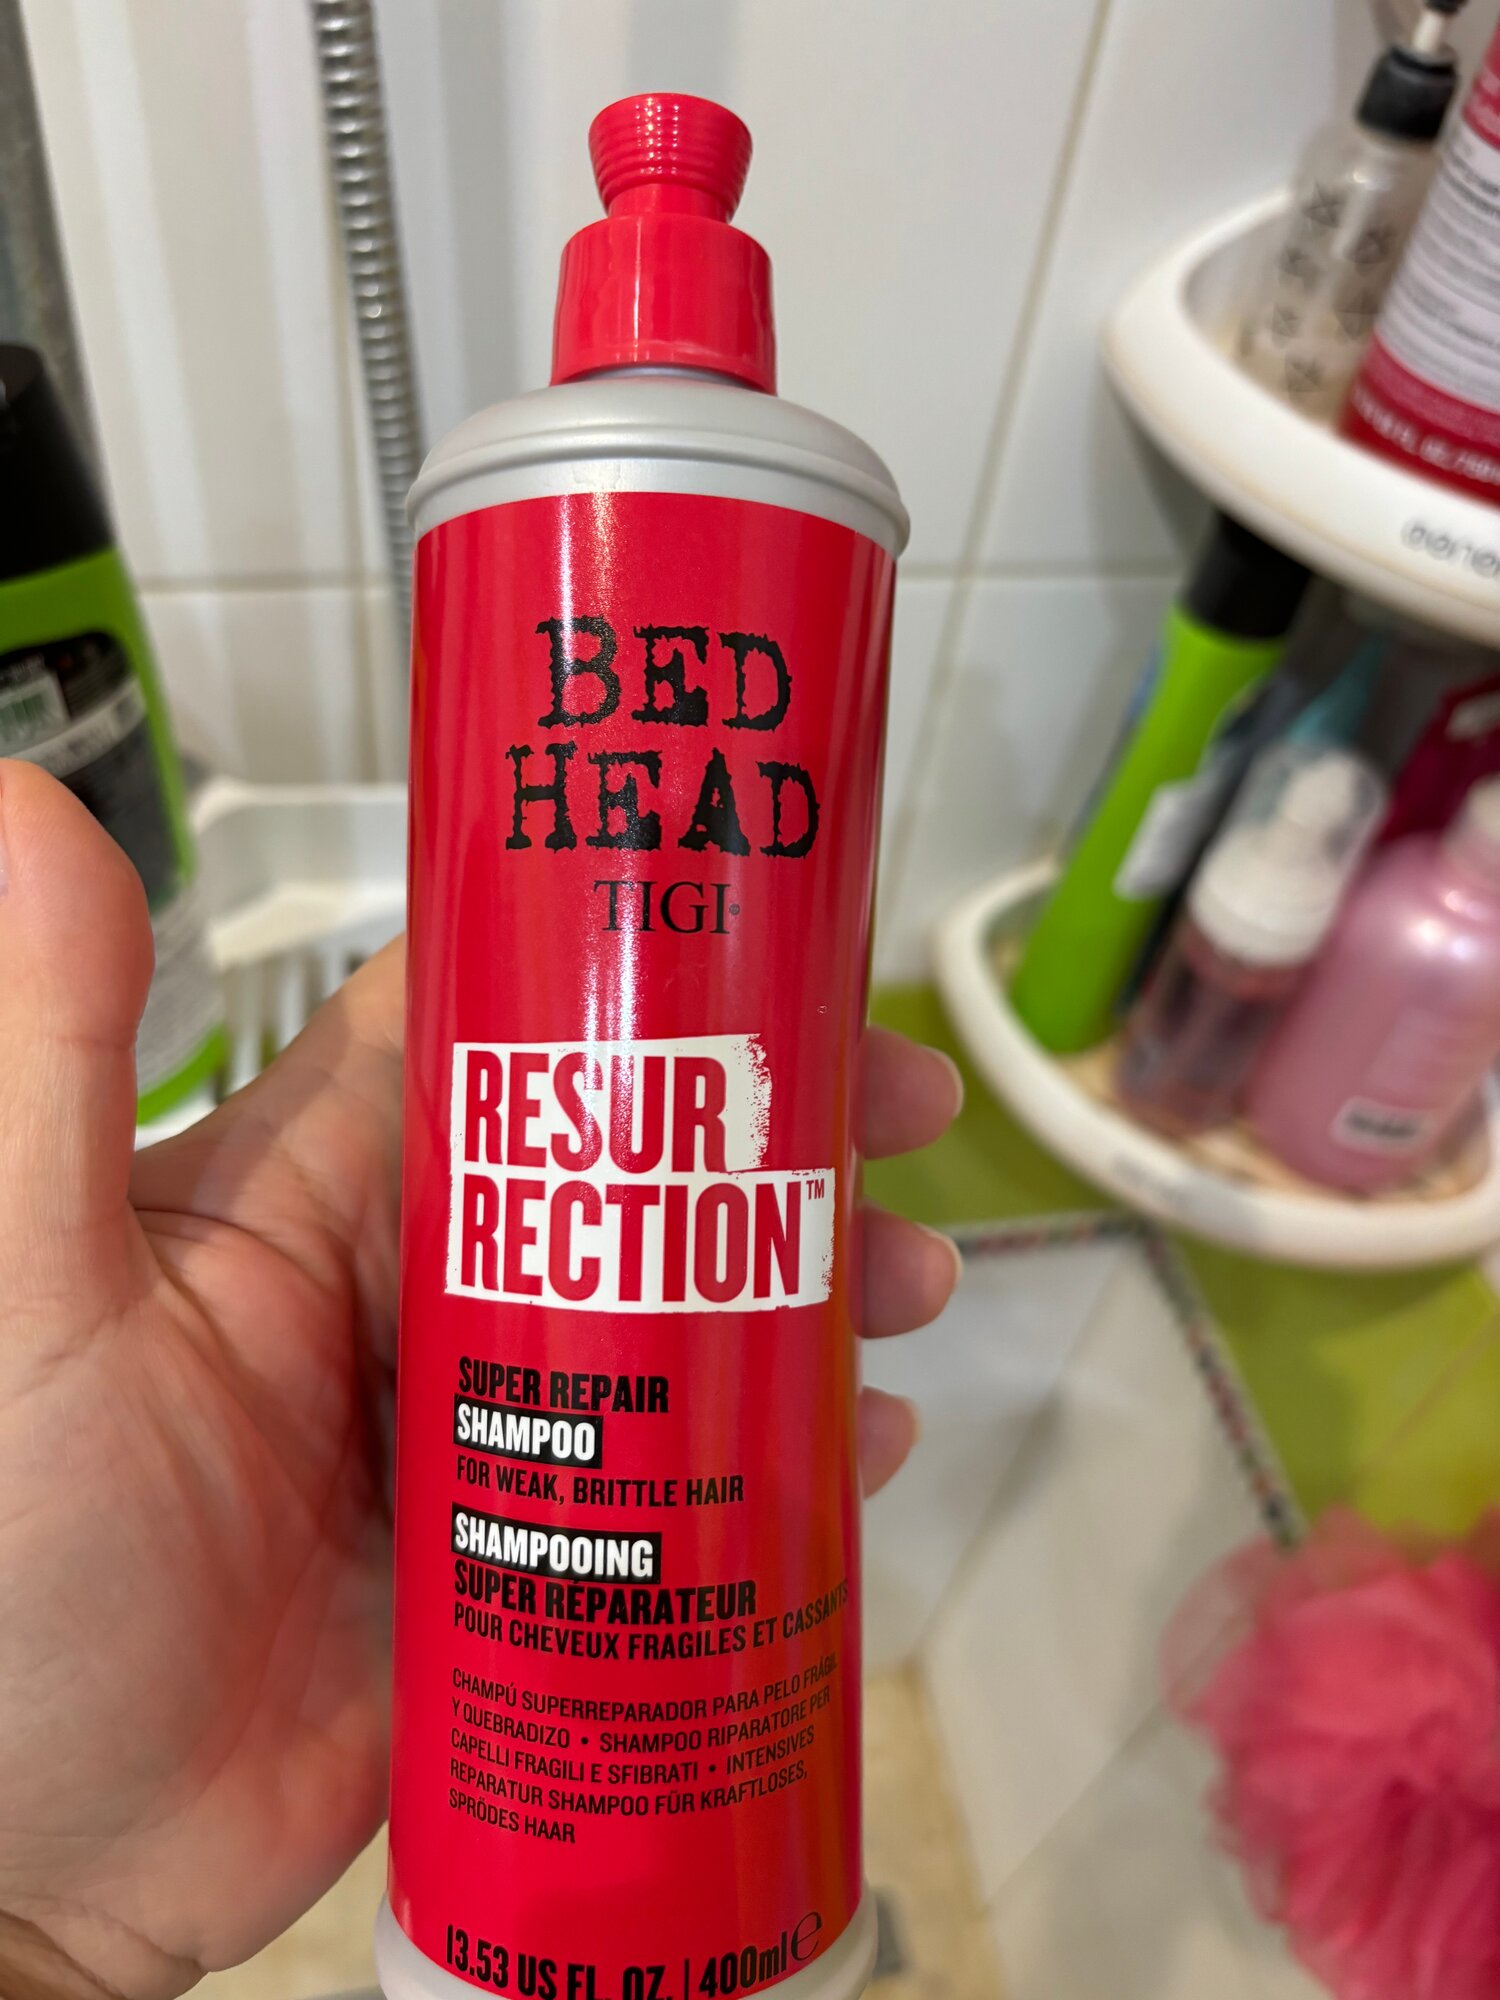 BED
HEAD
TIGI®
RESUR
RECTION™
SUPER REPAIR
SHAMPOO
FOR WEAK, BRITTLE HAIR
SHAMPOOING
SUPER RÉPARATEUR
POUR CHEVEUX FRAGILES ET CASSANTS
CHAMPÚ SUPERREPARADOR PARA PELO FRÁGIL
Y QUEBRADIZO • SHAMPOO RIPARATORE PER
CAPELLI FRAGILI E SFIBRATI • INTENSIVES
REPARATUR SHAMPOO FÜR KRAFTLOSES,
SPRÖDES HAAR
13.53 US FL. OZ. | 400ml e